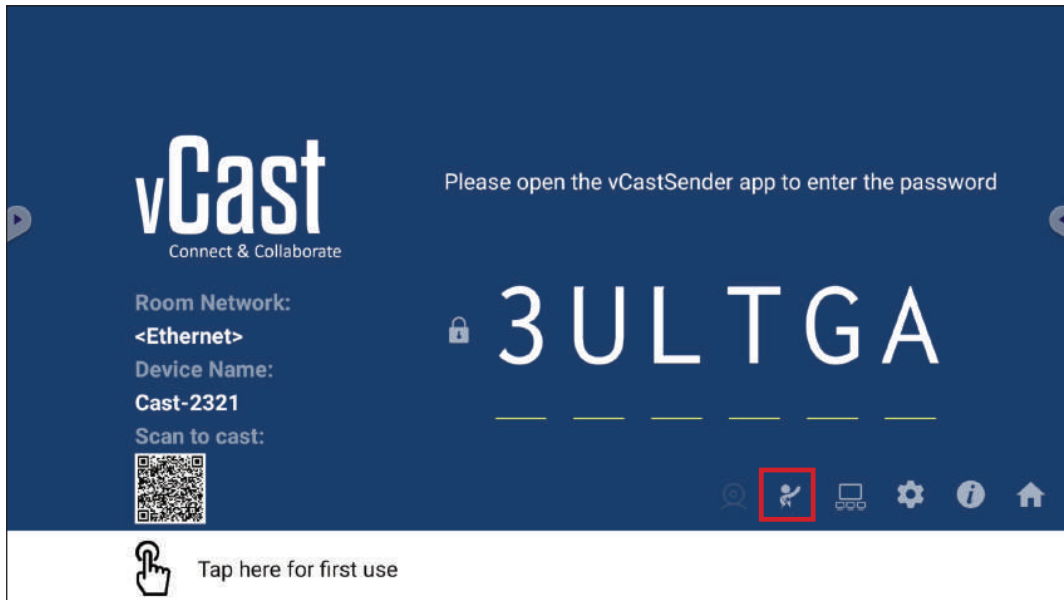 vCast
Connect & Collaborate
Please open the vCastSender app to enter the password
Room Network:
<Ethernet>
Device Name:
Cast-2321
Scan to cast:
3ULTGA
Tap here for first use